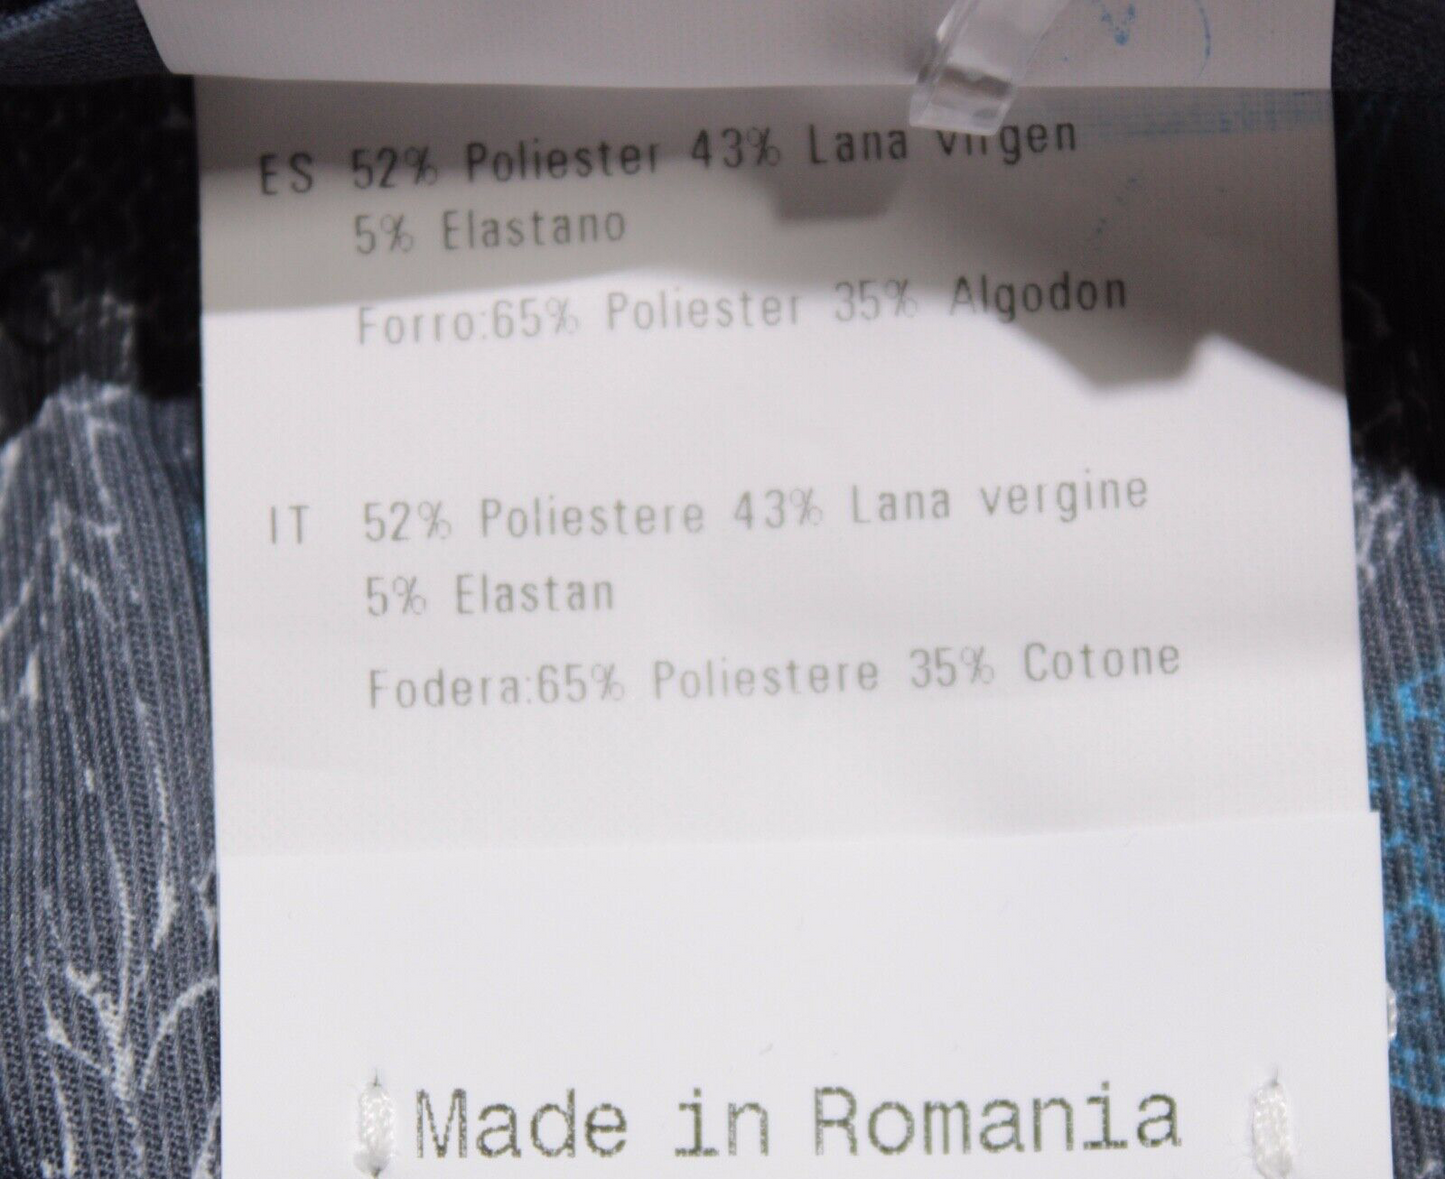 ES 52% Poliester 43% Lana virgen
5% Elastano
Forro:65% Poliester 35% Algodon
IT 52% Poliestere 43% Lana vergine
5% Elastan
Fodera:65% Poliestere 35% Cotone
Made in Romania